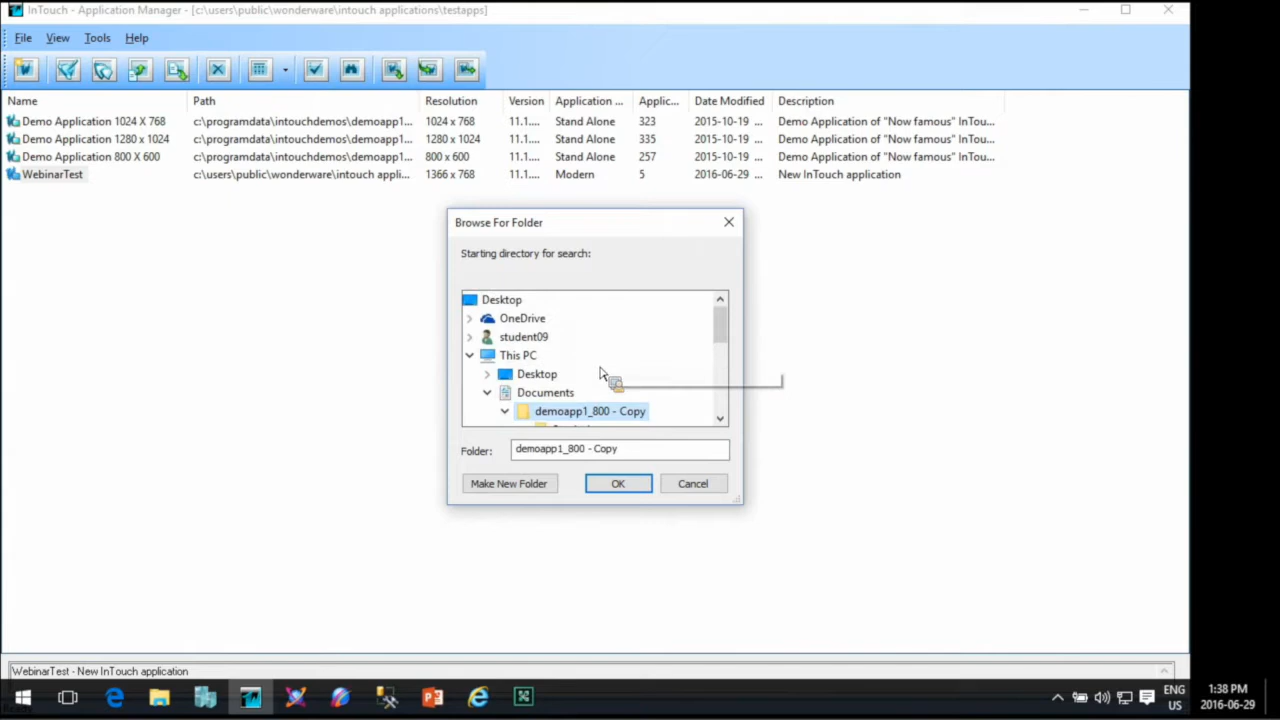 InTouch - Application Manager - [c:\users\public\wonderware\intouch applications\testapps]
File View Tools Help
Name Path Resolution Version Application ... Applic... Date Modified Description
Demo Application 1024 X 768 c:\programdata\intouchdemos\demoapp1... 1024 x 768 11.1.... Stand Alone 323 2015-10-19 ... Demo Application of "Now famous" InTou...
Demo Application 1280 x 1024 c:\programdata\intouchdemos\demoapp1... 1280 x 1024 11.1.... Stand Alone 335 2015-10-19 ... Demo Application of "Now famous" InTou...
Demo Application 800 X 600 c:\programdata\intouchdemos\demoapp1... 800 x 600 11.1.... Stand Alone 257 2015-10-19 ... Demo Application of "Now famous" InTou...
WebinarTest c:\users\public\wonderware\intouch appli... 1366 x 768 11.1.... Modern 5 2016-06-29 ... New InTouch application
Browse For Folder
Starting directory for search:
Desktop
OneDrive
student09
This PC
Desktop
Documents
demoapp1_800 - Copy
Folder: demoapp1_800 - Copy
Make New Folder OK Cancel
WebinarTest - New InTouch application
ENG 1:38 PM
US 2016-06-29